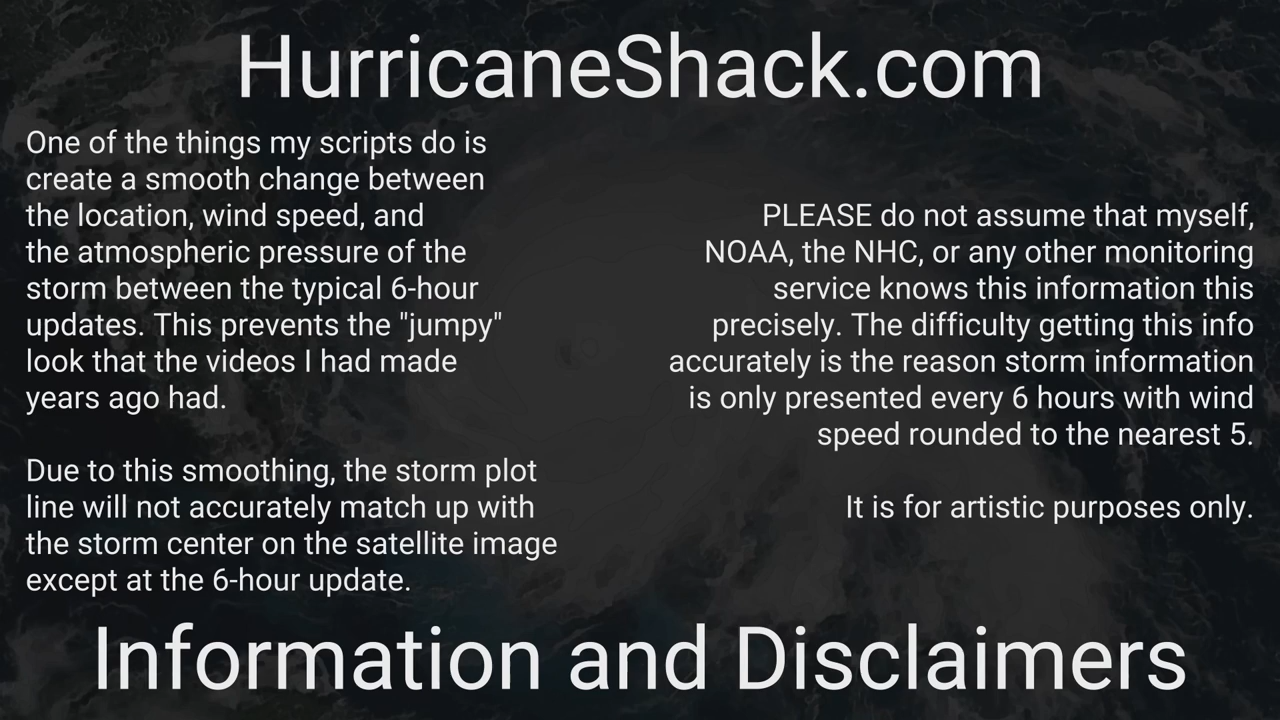 HurricaneShack.com
One of the things my scripts do is
create a smooth change between
the location, wind speed, and
the atmospheric pressure of the
storm between the typical 6-hour
updates. This prevents the "jumpy"
look that the videos I had made
years ago had.
Due to this smoothing, the storm plot
line will not accurately match up with
the storm center on the satellite image
except at the 6-hour update.
PLEASE do not assume that myself,
NOAA, the NHC, or any other monitoring
service knows this information this
precisely. The difficulty getting this info
accurately is the reason storm information
is only presented every 6 hours with wind
speed rounded to the nearest 5.
It is for artistic purposes only.
Information and Disclaimers